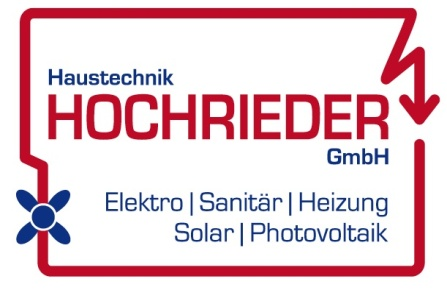 Haustechnik
HOCHRIEDER
GmbH
Elektro | Sanitär | Heizung
Solar | Photovoltaik